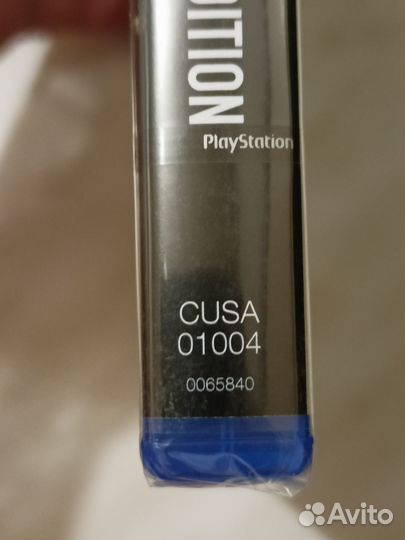 DITION
PlayStation
CUSA
01004
0065840
Avito